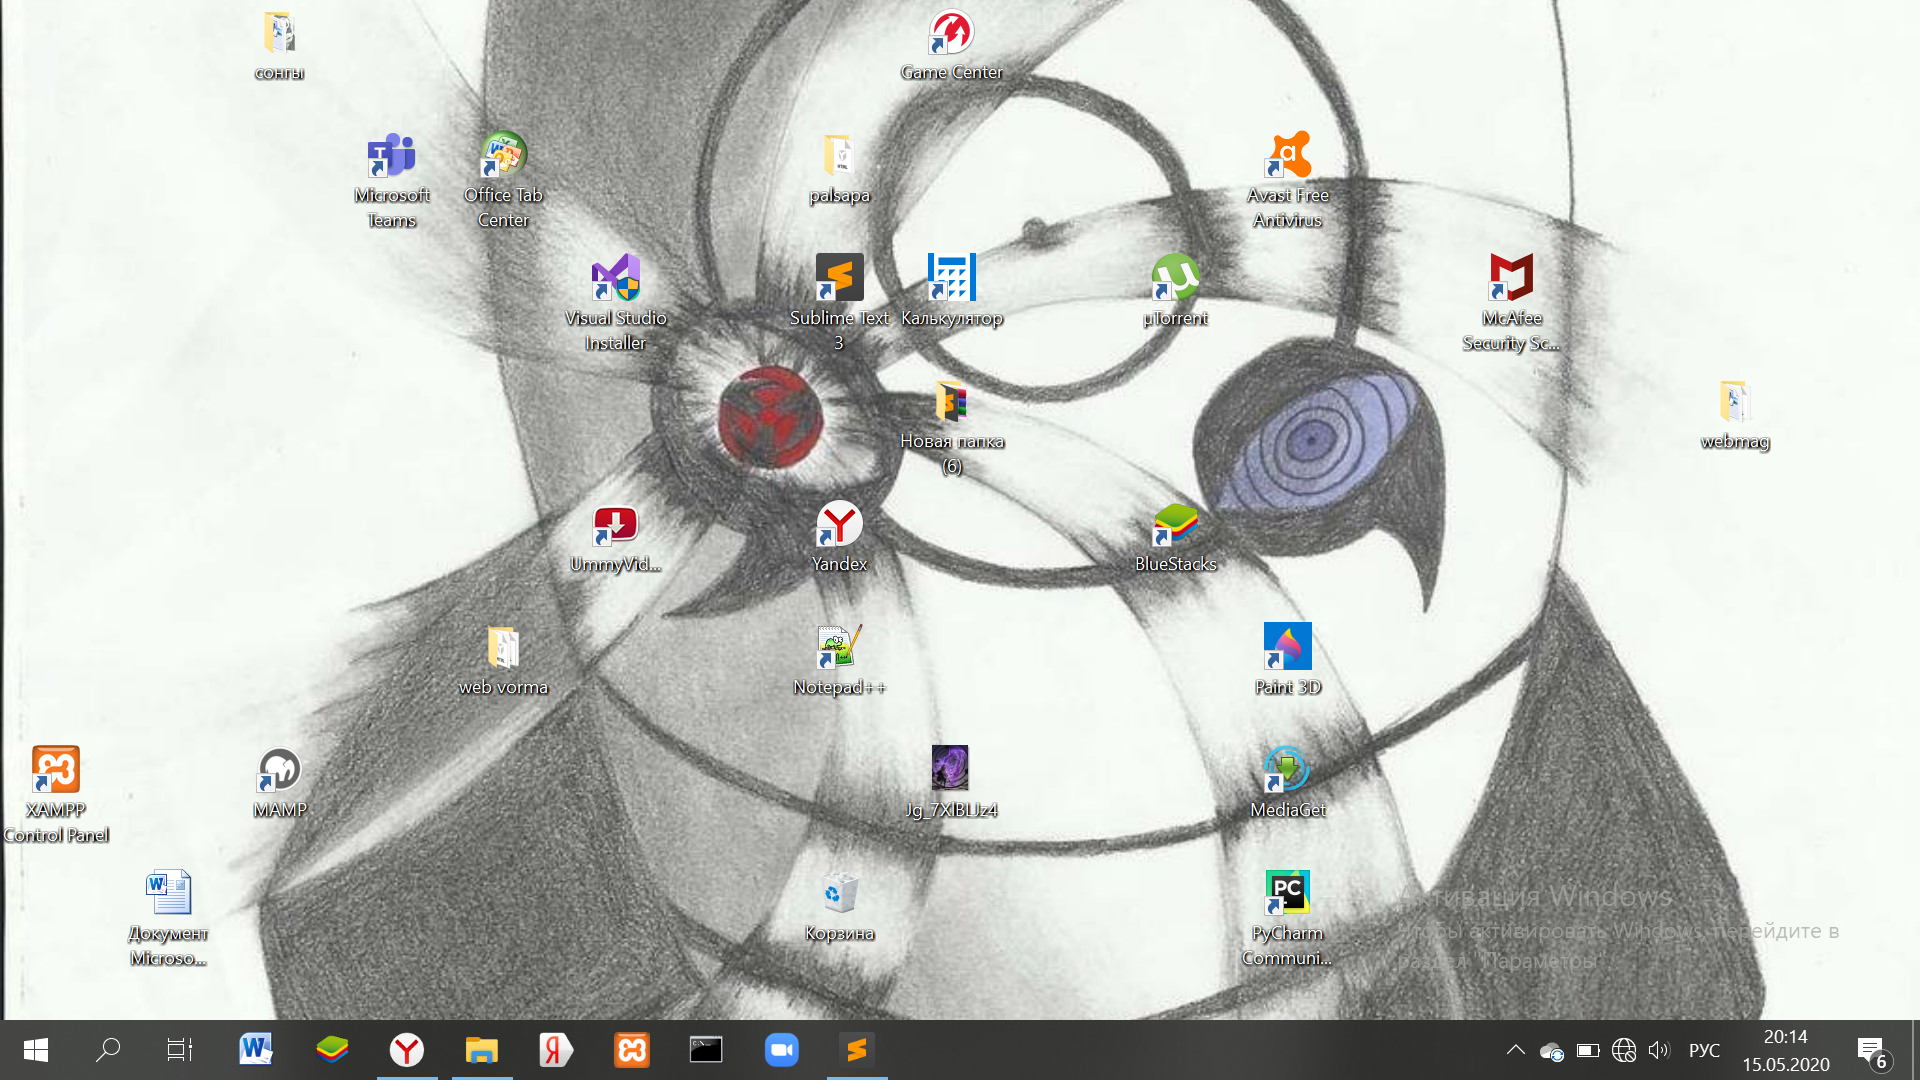 сонгы
Game Center
Microsoft
Teams
Office Tab
Center
palsapa
Avast Free
Antivirus
Visual Studio
Installer
Sublime Text
3
Калькулятор
µTorrent
McAfee
Security Sc...
Новая папка
(6)
webmag
UmmyVid...
Yandex
BlueStacks
web vorma
Notepad++
Paint 3D
XAMPP
Control Panel
MAMP
Jg_7XlBLJz4
MediaGet
Документ
Microso...
Корзина
PyCharm
Communi...
Активация Windows
Чтобы активировать Windows, перейдите в
раздел "Параметры".
РУС
20:14
15.05.2020
6